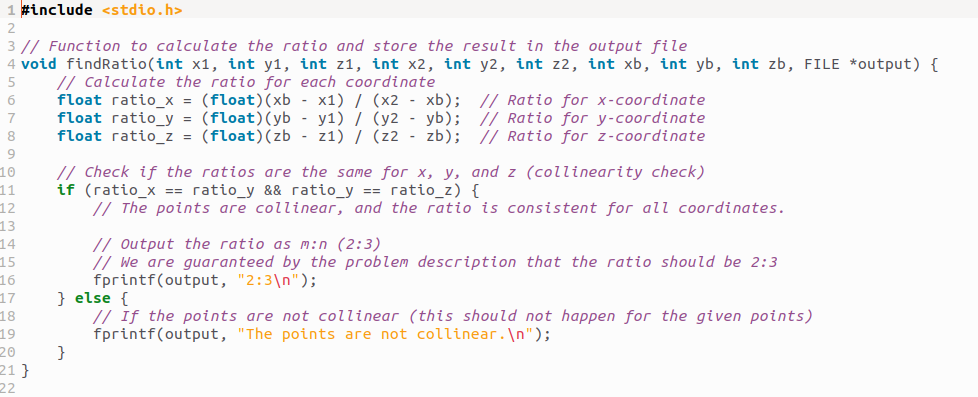 1 #include <stdio.h>
2
3 // Function to calculate the ratio and store the result in the output file
4 void findRatio(int x1, int y1, int z1, int x2, int y2, int z2, int xb, int yb, int zb, FILE *output) {
5     // Calculate the ratio for each coordinate
6     float ratio_x = (float)(xb - x1) / (x2 - xb);  // Ratio for x-coordinate
7     float ratio_y = (float)(yb - y1) / (y2 - yb);  // Ratio for y-coordinate
8     float ratio_z = (float)(zb - z1) / (z2 - zb);  // Ratio for z-coordinate
9
10     // Check if the ratios are the same for x, y, and z (collinearity check)
11     if (ratio_x == ratio_y && ratio_y == ratio_z) {
12         // The points are collinear, and the ratio is consistent for all coordinates.
13
14         // Output the ratio as m:n (2:3)
15         // We are guaranteed by the problem description that the ratio should be 2:3
16         fprintf(output, "2:3\n");
17     } else {
18         // If the points are not collinear (this should not happen for the given points)
19         fprintf(output, "The points are not collinear.\n");
20     }
21 }
22